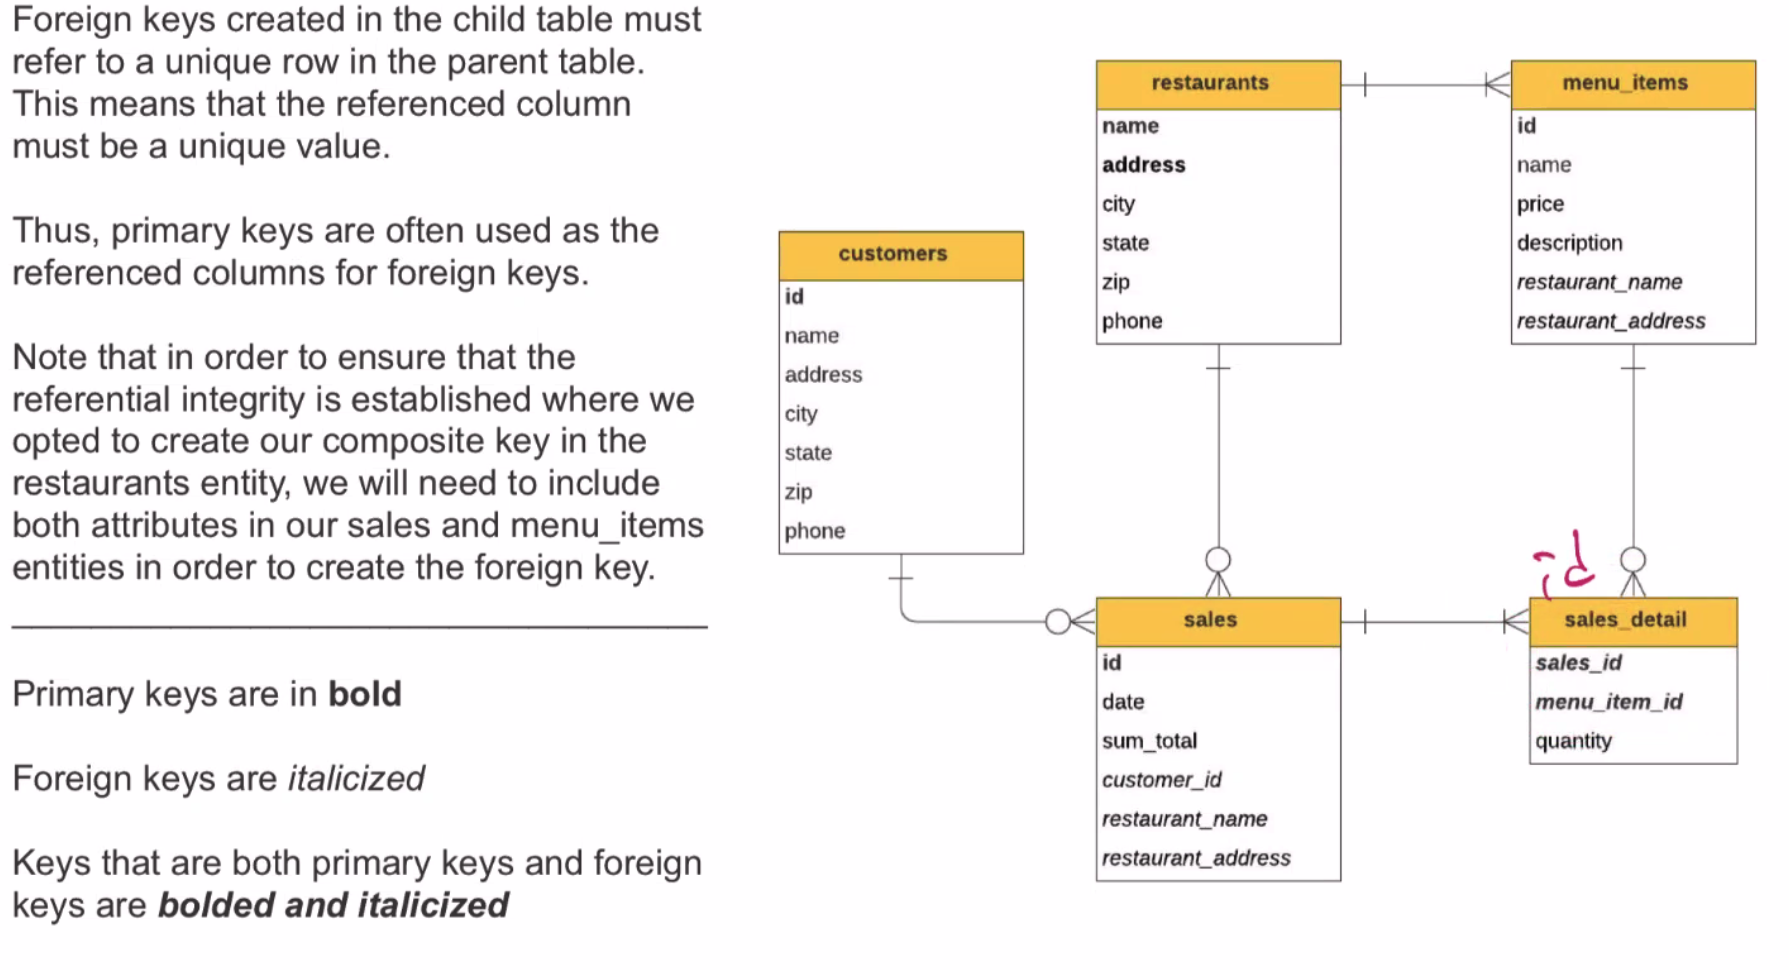 Foreign keys created in the child table must
refer to a unique row in the parent table.
This means that the referenced column
must be a unique value.
Thus, primary keys are often used as the
referenced columns for foreign keys.
Note that in order to ensure that the
referential integrity is established where we
opted to create our composite key in the
restaurants entity, we will need to include
both attributes in our sales and menu_items
entities in order to create the foreign key.
Primary keys are in bold
Foreign keys are italicized
Keys that are both primary keys and foreign
keys are bolded and italicized
customers
id
name
address
city
state
zip
phone
restaurants
name
address
city
state
zip
phone
menu_items
id
name
price
description
restaurant_name
restaurant_address
sales
id
date
sum_total
customer_id
restaurant_name
restaurant_address
id
sales_detail
sales_id
menu_item_id
quantity